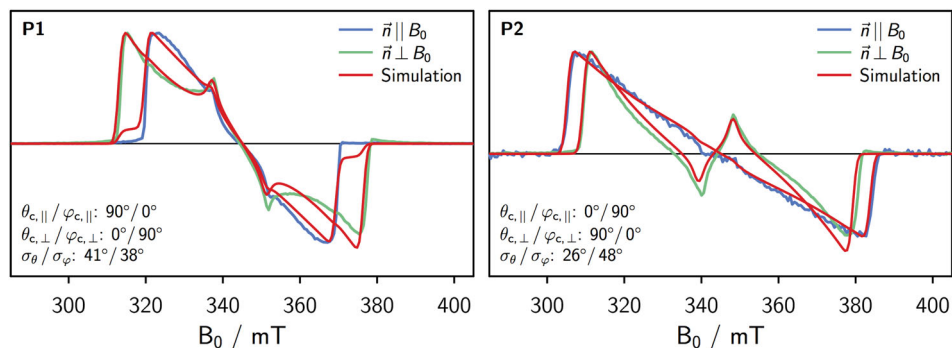 P1
n⃗ || B₀
n⃗ ⊥ B₀
Simulation
θc,|| / φc,||: 90°/0°
θc,⊥ / φc,⊥: 0°/90°
σθ / σφ: 41°/38°
300 320 340 360 380 400
B₀ / mT
P2
n⃗ || B₀
n⃗ ⊥ B₀
Simulation
θc,|| / φc,||: 0°/90°
θc,⊥ / φc,⊥: 90°/0°
σθ / σφ: 26°/48°
300 320 340 360 380 400
B₀ / mT